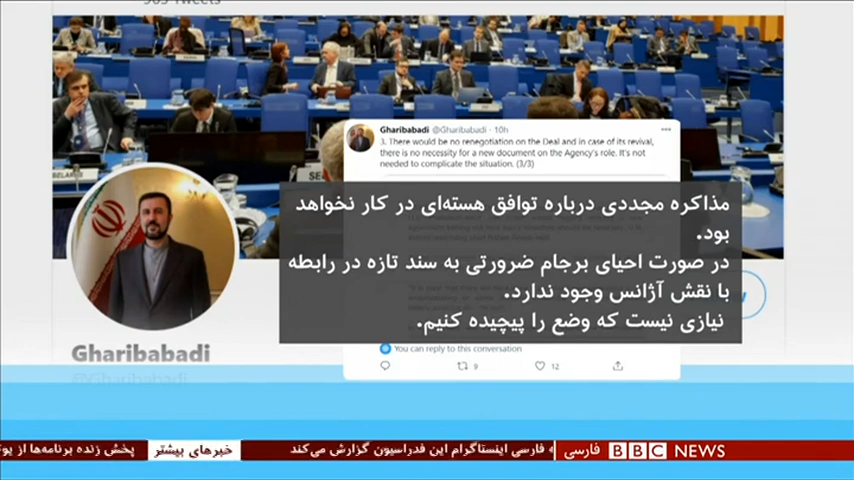 Tweets
Gharibabadi @Gharibabadi · 10h
3. There would be no renegotiation on the Deal and in case of its revival,
there is no necessity for a new document on the Agency's role. It's not
needed to complicate the situation. (3/3)
مذاکره مجددی درباره توافق هسته‌ای در کار نخواهد
بود.
در صورت احیای برجام ضرورتی به سند تازه در رابطه
با نقش آژانس وجود ندارد.
نیازی نیست که وضع را پیچیده کنیم.
You can reply to this conversation
9 12
Gharibabadi
@Gharibabadi
BBC NEWS فارسی
ه فارسی اینستاگرام این فدراسیون گزارش می‌کند
خبرهای بیشتر
پخش زنده برنامه‌ها از یو